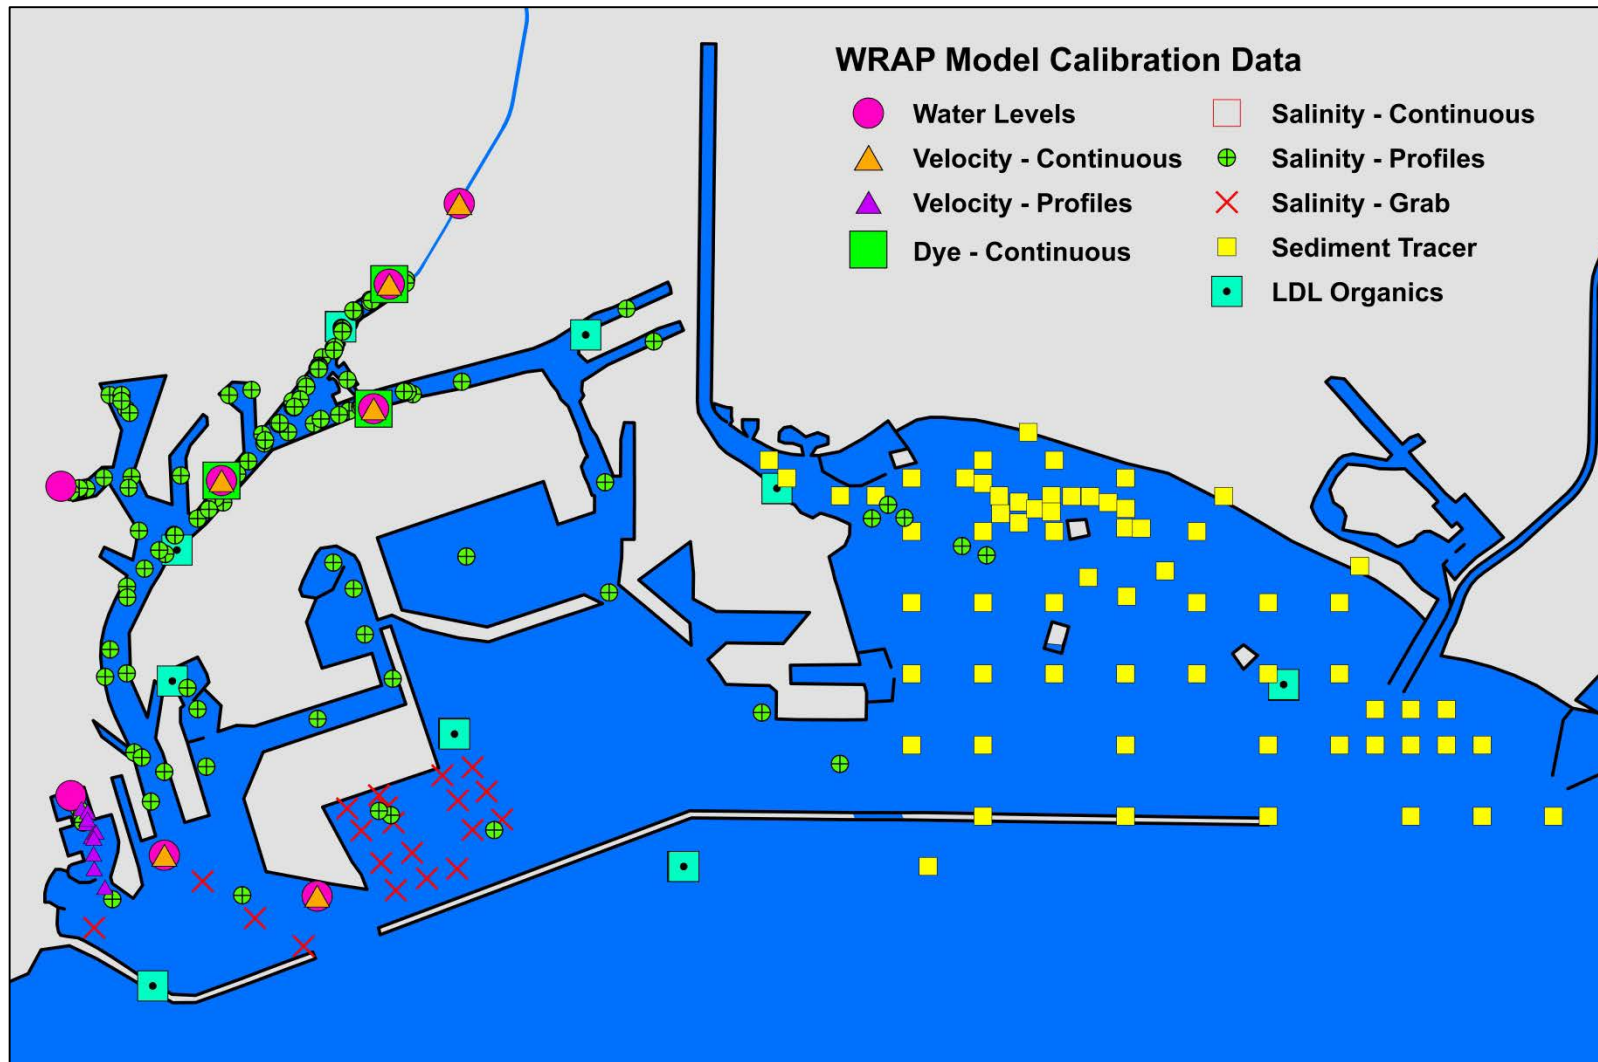 WRAP Model Calibration Data
Water Levels
Velocity - Continuous
Velocity - Profiles
Dye - Continuous
Salinity - Continuous
Salinity - Profiles
Salinity - Grab
Sediment Tracer
LDL Organics